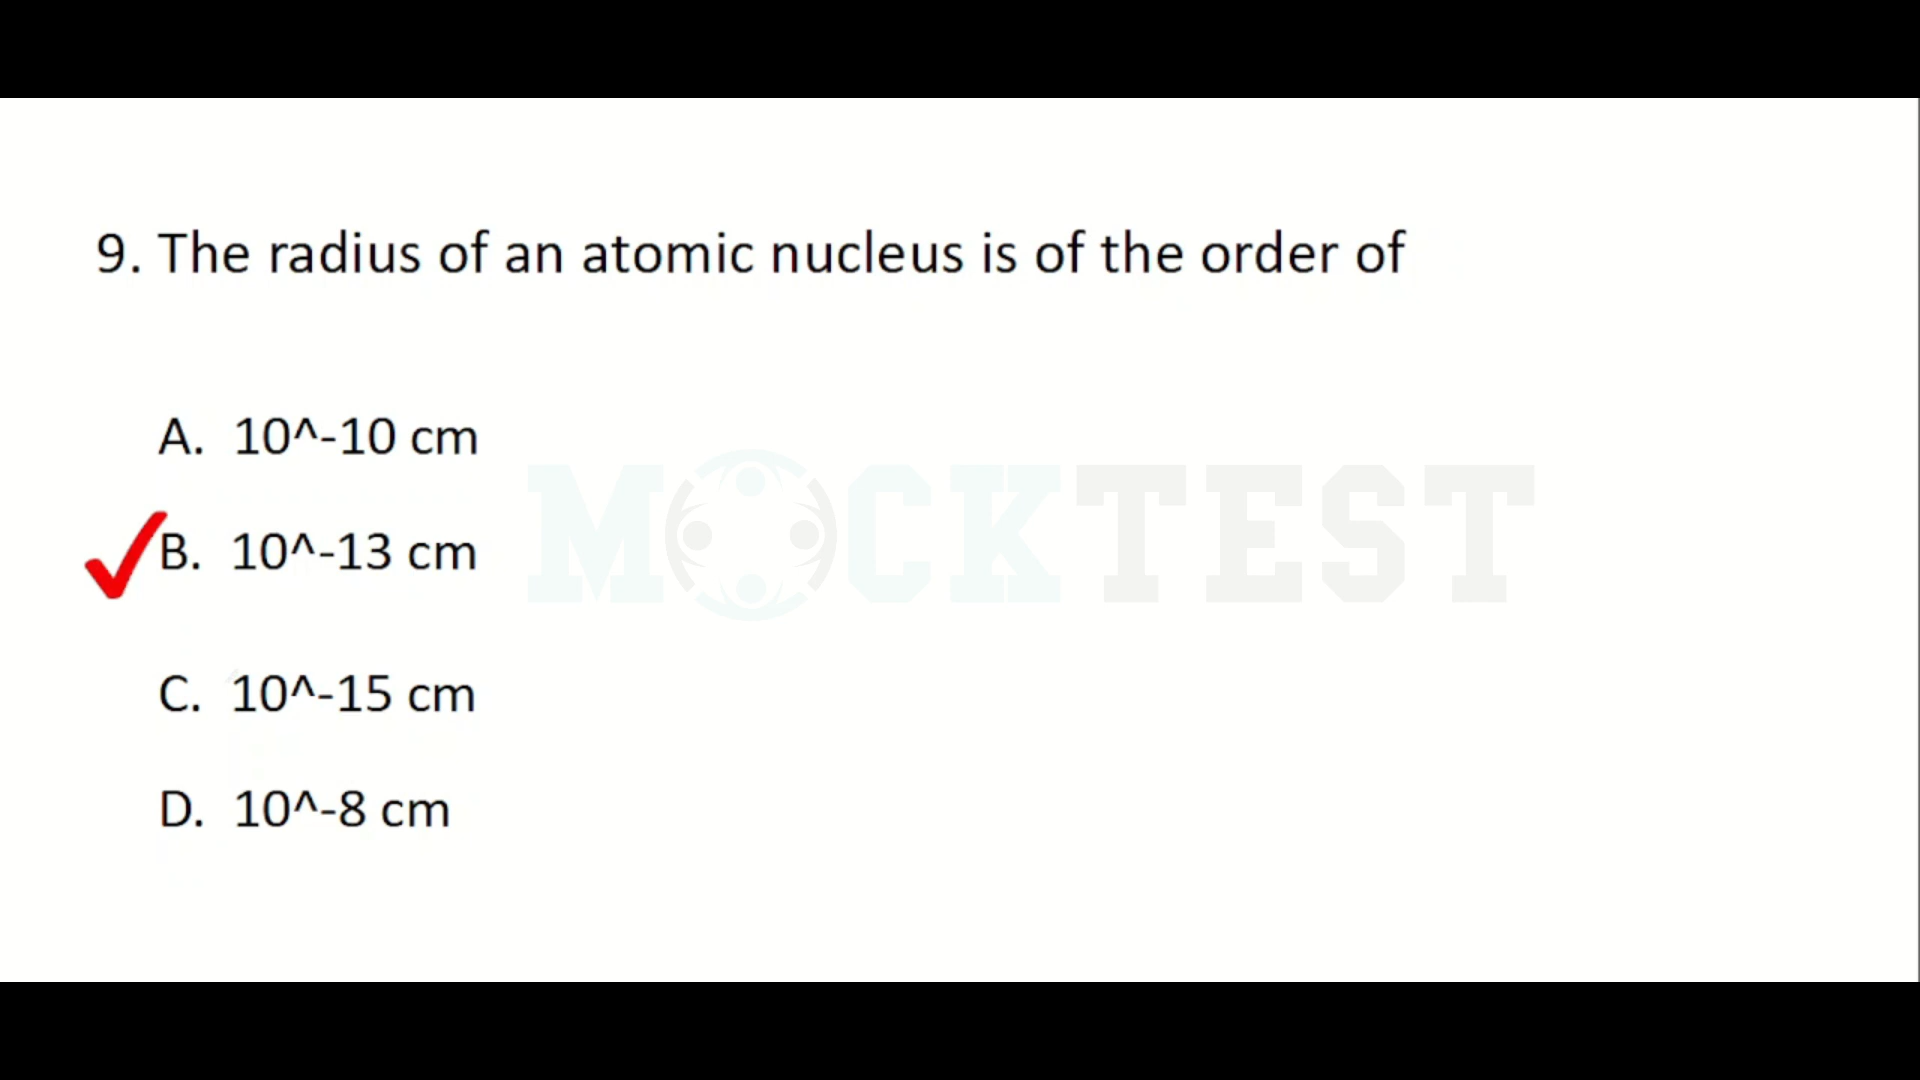 9. The radius of an atomic nucleus is of the order of
A. 10^-10 cm
MOCKTEST
B. 10^-13 cm
C. 10^-15 cm
D. 10^-8 cm